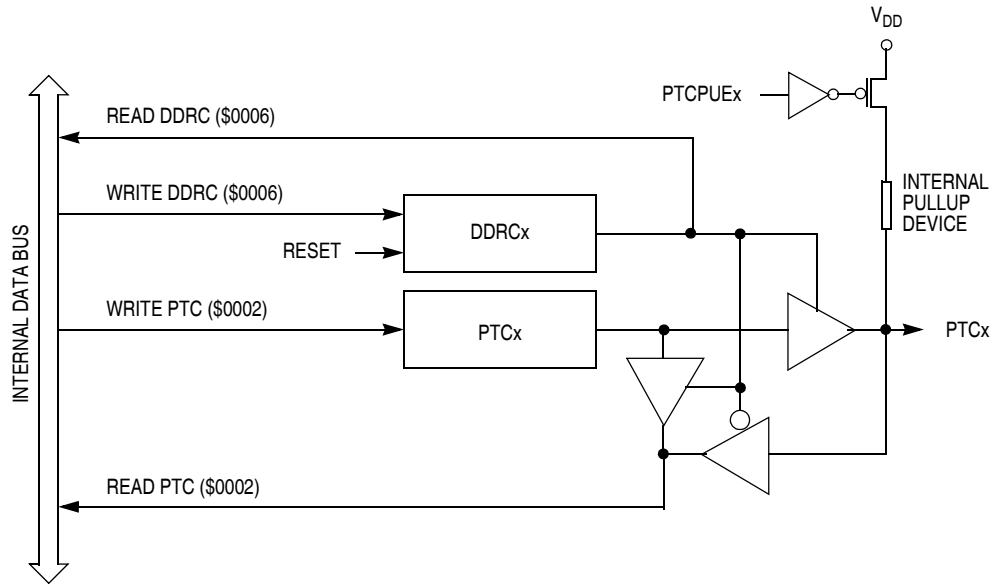 VDD
PTCPUEx
READ DDRC ($0006)
WRITE DDRC ($0006)
INTERNAL
PULLUP
DEVICE
DDRCx
RESET
WRITE PTC ($0002)
PTCx
PTCx
INTERNAL DATA BUS
READ PTC ($0002)